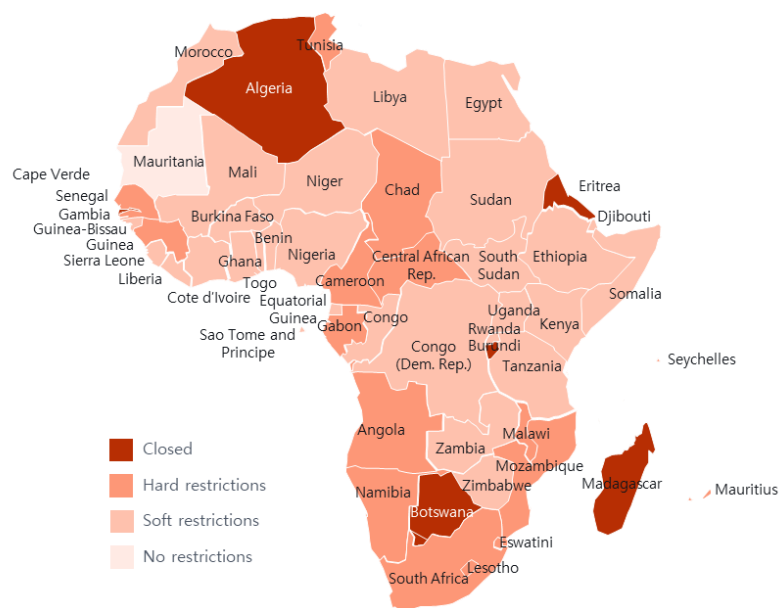 Morocco
Tunisia
Algeria
Libya
Egypt
Mauritania
Cape Verde
Mali
Niger
Chad
Sudan
Eritrea
Senegal
Gambia
Guinea-Bissau
Guinea
Sierra Leone
Liberia
Burkina Faso
Benin
Ghana
Togo
Cote d'Ivoire
Nigeria
Djibouti
Central African
Rep.
South
Sudan
Ethiopia
Cameroon
Equatorial
Guinea
Somalia
Sao Tome and
Principe
Gabon
Congo
Uganda
Kenya
Rwanda
Burundi
Congo
(Dem. Rep.)
Tanzania
Seychelles
Angola
Malawi
Zambia
Mozambique
Zimbabwe
Madagascar
Mauritius
Namibia
Botswana
Eswatini
Lesotho
South Africa
Closed
Hard restrictions
Soft restrictions
No restrictions